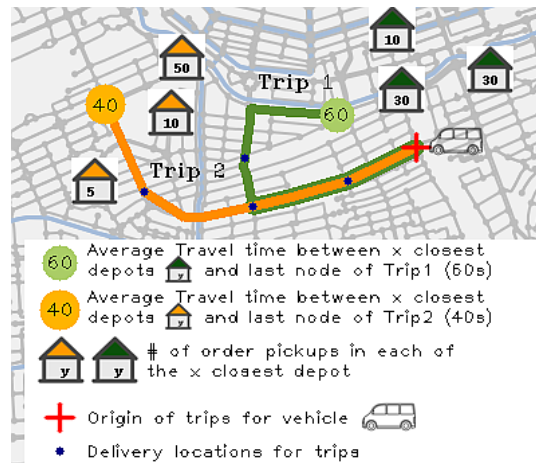 10
50
Trip 1
30
30
40
60
10
Trip 2
5
60 Average Travel time between x closest
depots y and last node of Trip1 (60s)
40 Average Travel time between x closest
depots y and last node of Trip2 (40s)
y y # of order pickups in each of
the x closest depot
Origin of trips for vehicle
Delivery locations for trips